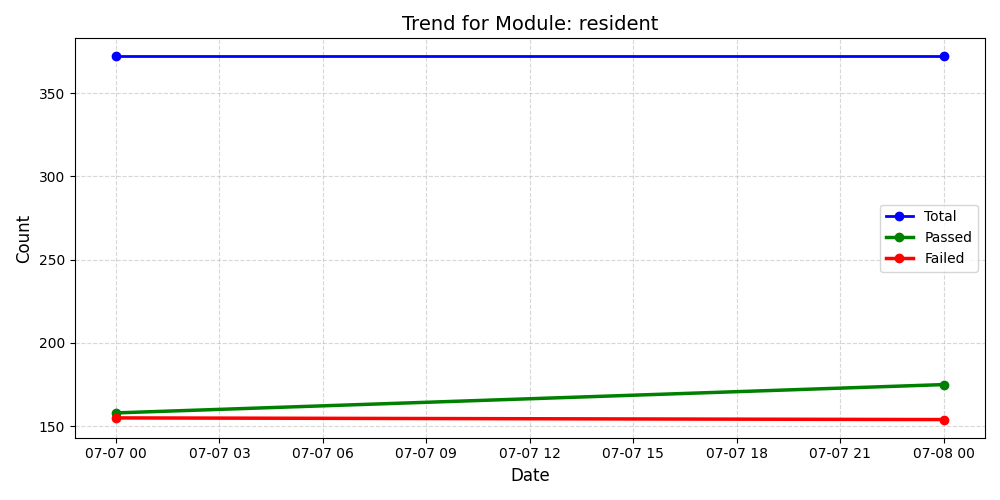 Trend for Module: resident
350
300
250
200
150
Count
Total
Passed
Failed
07-07 00 07-07 03 07-07 06 07-07 09 07-07 12 07-07 15 07-07 18 07-07 21 07-08 00
Date